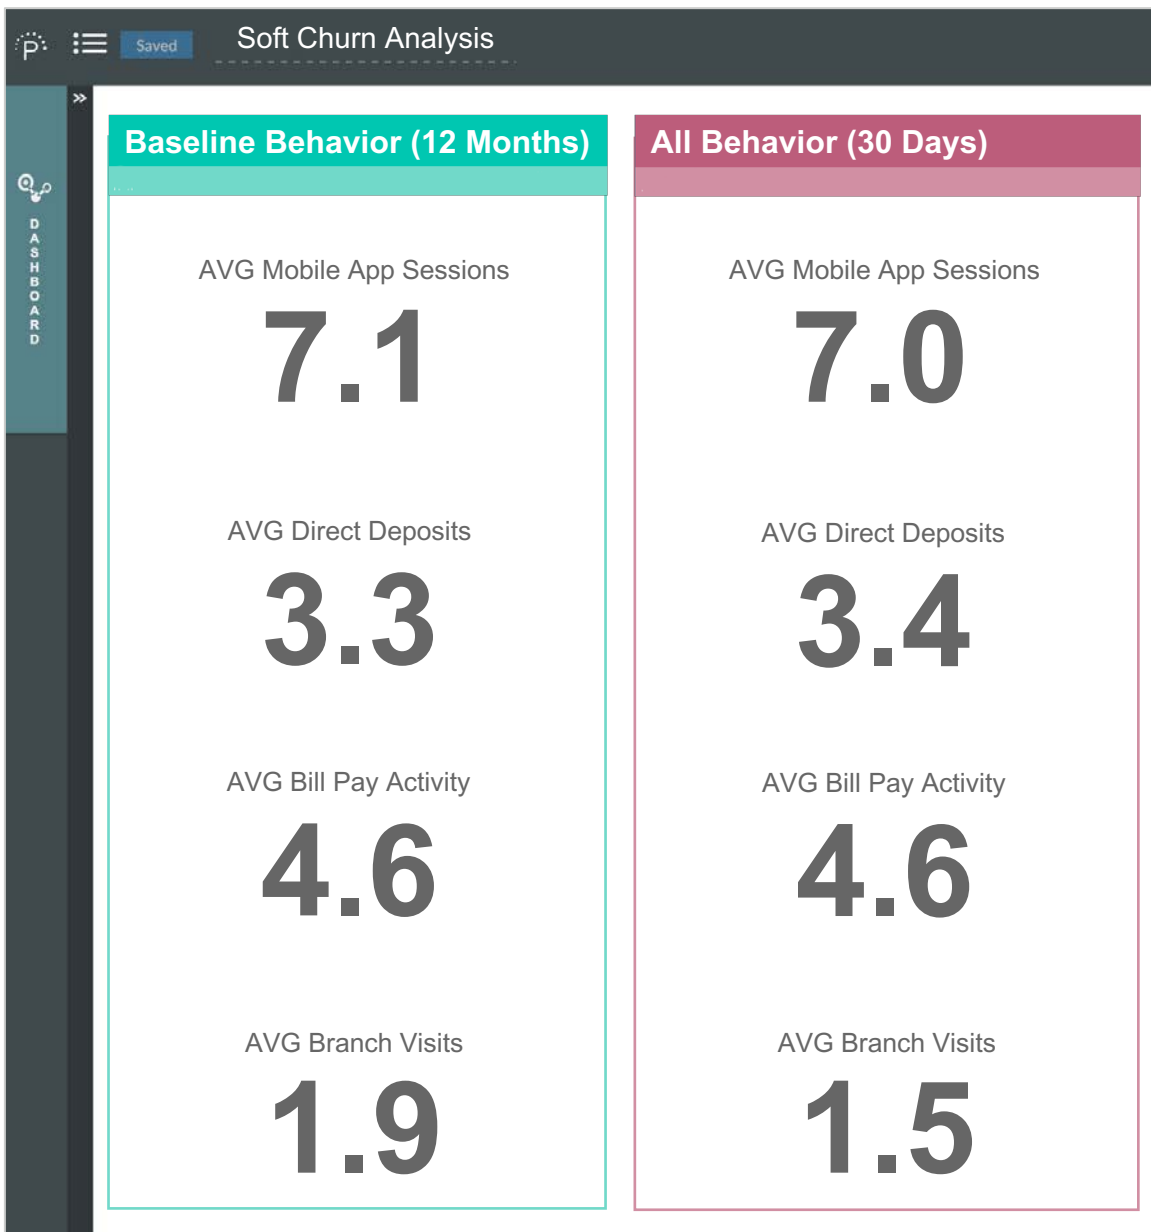 P
Saved
Soft Churn Analysis
»
DASHBOARD
Baseline Behavior (12 Months)
AVG Mobile App Sessions
7.1
AVG Direct Deposits
3.3
AVG Bill Pay Activity
4.6
AVG Branch Visits
1.9
All Behavior (30 Days)
AVG Mobile App Sessions
7.0
AVG Direct Deposits
3.4
AVG Bill Pay Activity
4.6
AVG Branch Visits
1.5